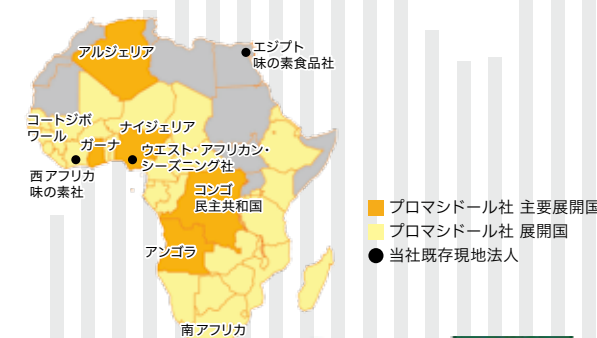 アルジェリア
エジプト
味の素食品社
コートジボ
ワール
ガーナ
ナイジェリア
ウエスト・アフリカン・
シーズニング社
西アフリカ
味の素社
コンゴ
民主共和国
アンゴラ
南アフリカ
プロマシドール社 主要展開国
プロマシドール社 展開国
当社既存現地法人